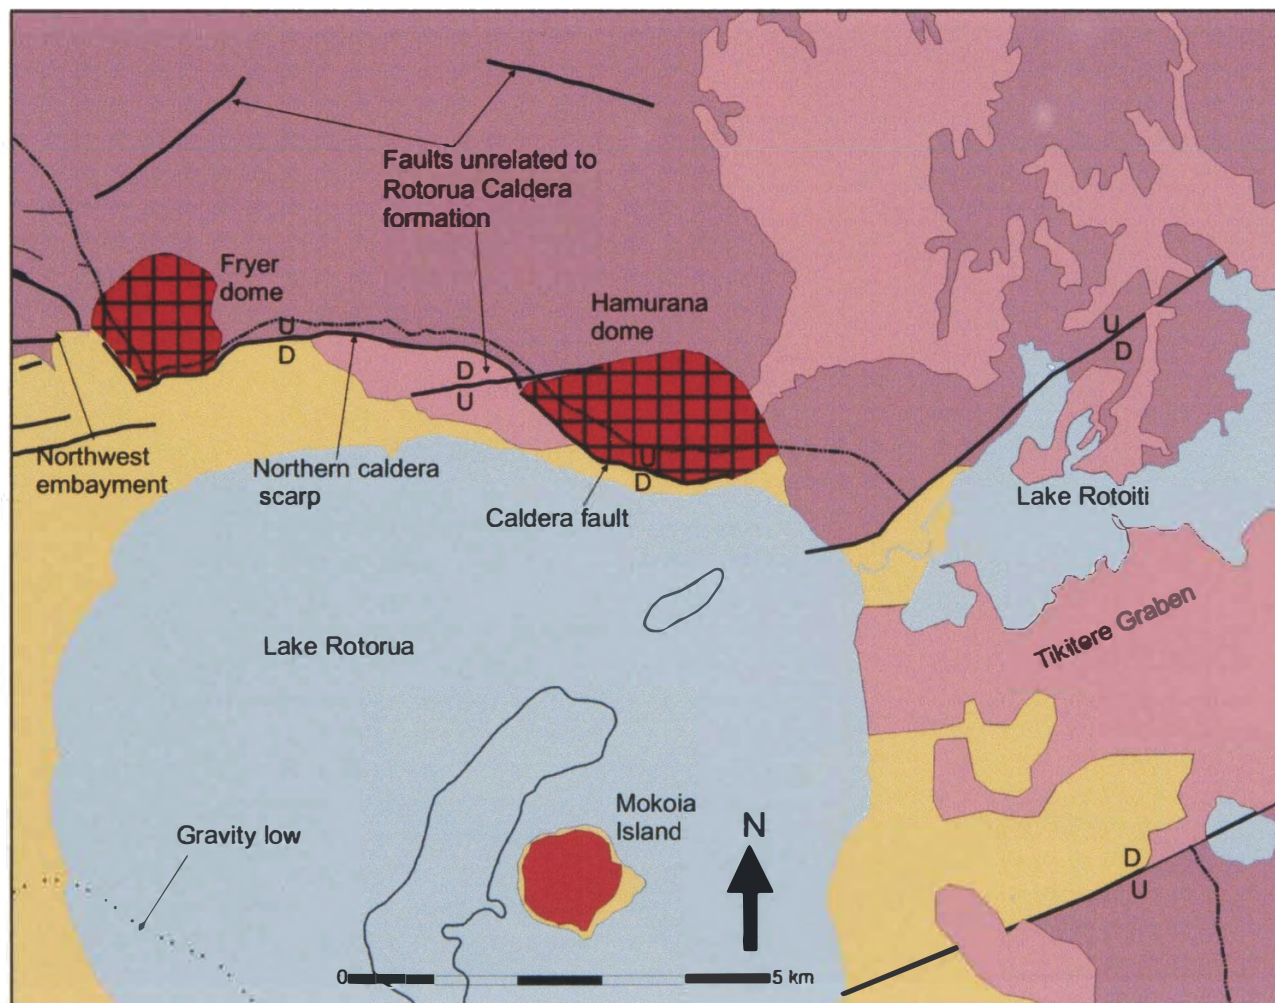 Faults unrelated to
Rotorua Caldera
formation
Fryer
dome
Hamurana
dome
U
D
D
U
U
D
U
D
Northwest
embayment
Northern caldera
scarp
Caldera fault
Lake Rotoiti
Lake Rotorua
Tikitere Graben
Mokoia
Island
N
Gravity low
D
U
0
5 km